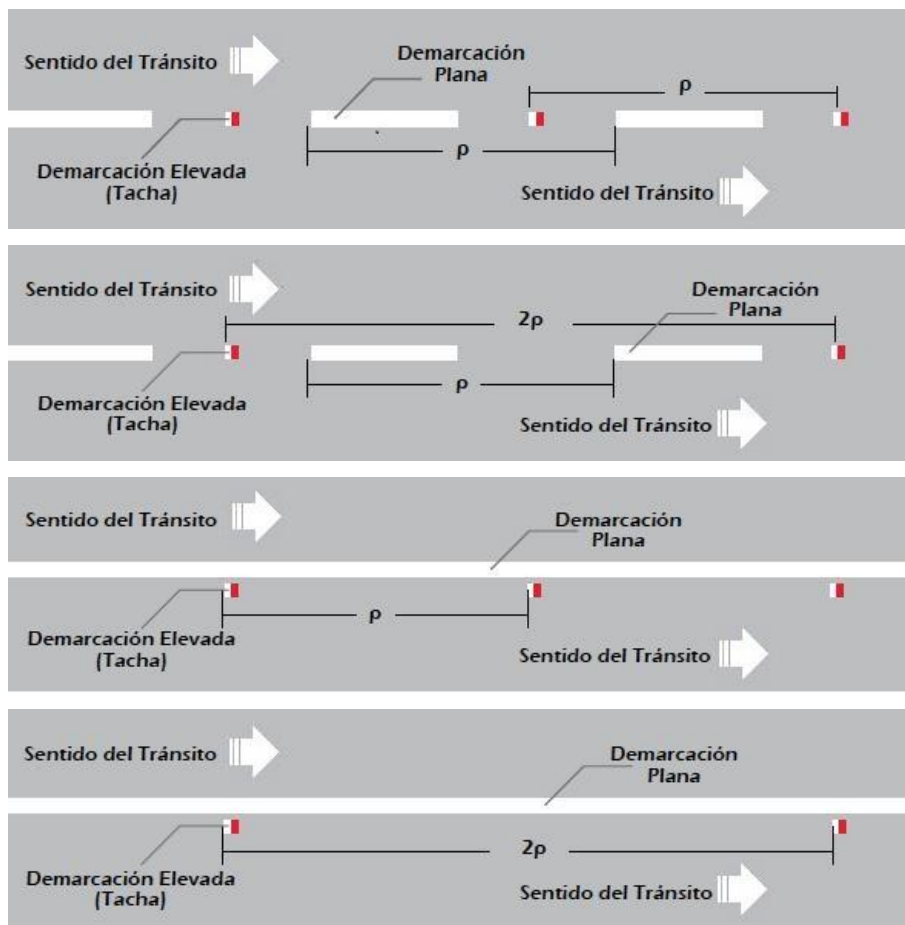 Sentido del Tránsito
Demarcación
Plana
ρ
Demarcación Elevada
(Tacha)
ρ
Sentido del Tránsito
Sentido del Tránsito
Demarcación
Plana
2ρ
Demarcación Elevada
(Tacha)
ρ
Sentido del Tránsito
Sentido del Tránsito
Demarcación
Plana
ρ
Demarcación Elevada
(Tacha)
Sentido del Tránsito
Sentido del Tránsito
Demarcación
Plana
2ρ
Demarcación Elevada
(Tacha)
Sentido del Tránsito